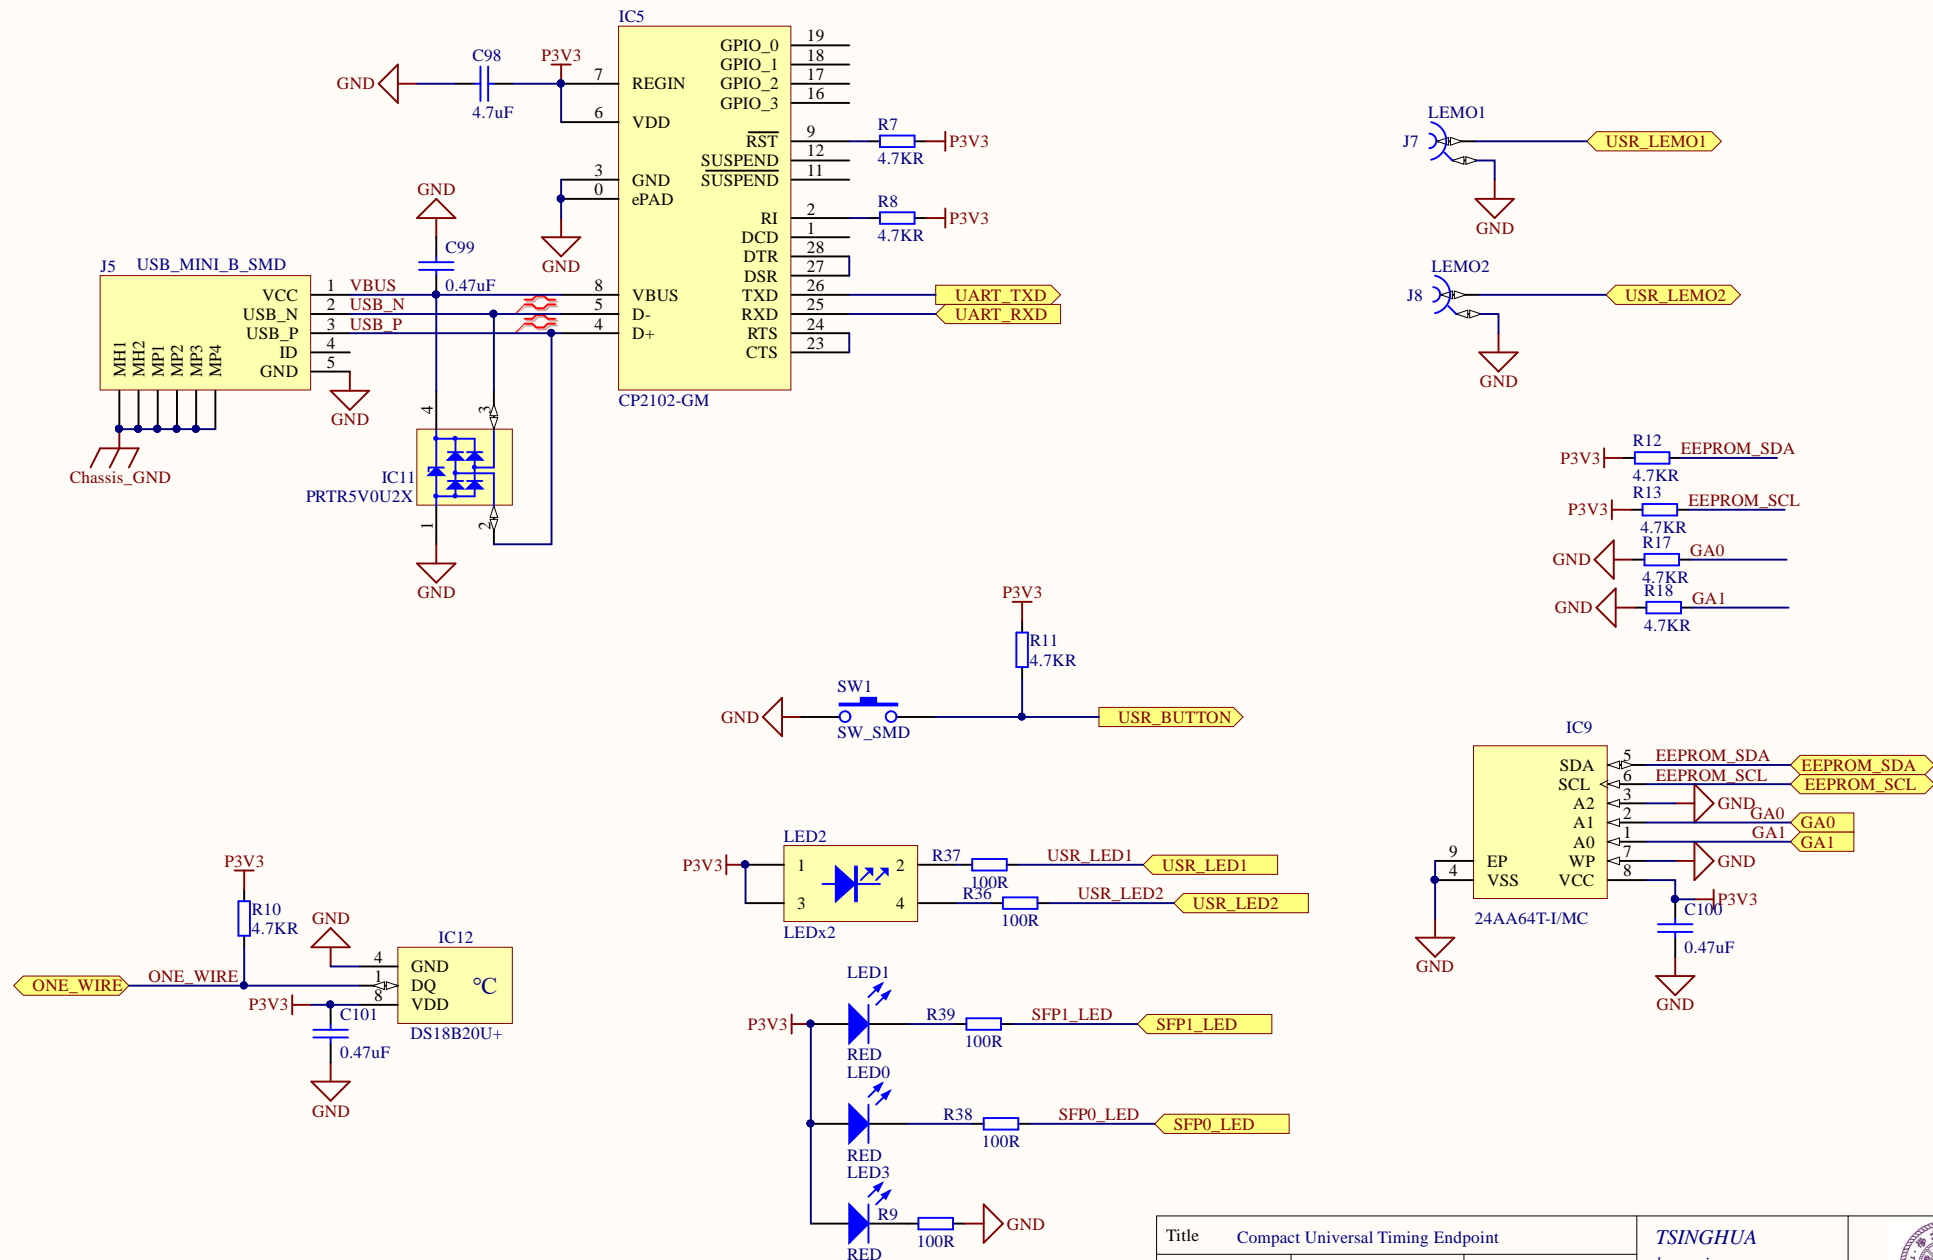 IC5
C98
P3V3
GND
4.7uF
7
REGIN
6
VDD
3
GND
0
ePAD
GND
8
VBUS
5
D-
4
D+
GPIO_0
19
GPIO_1
18
GPIO_2
17
GPIO_3
16
RST
9
SUSPEND
12
SUSPEND
11
RI
2
DCD
1
DTR
28
DSR
27
TXD
26
RXD
25
RTS
24
CTS
23
CP2102-GM
R7
4.7KR
P3V3
R8
4.7KR
P3V3
UART_TXD
UART_RXD
GND
C99
0.47uF
J5
USB_MINI_B_SMD
VCC
1
VBUS
USB_N
2
USB_N
USB_P
3
USB_P
ID
4
GND
5
MH1
MH2
MP1
MP2
MP3
MP4
GND
Chassis_GND
4
3
IC11
PRTR5V0U2X
1
2
GND
LEMO1
J7
USR_LEMO1
GND
LEMO2
J8
USR_LEMO2
GND
P3V3
R12
EEPROM_SDA
4.7KR
P3V3
R13
EEPROM_SCL
4.7KR
GND
R17
GA0
4.7KR
GND
R18
GA1
4.7KR
P3V3
R11
4.7KR
SW1
GND
SW_SMD
USR_BUTTON
IC9
SDA
5
EEPROM_SDA
EEPROM_SDA
SCL
6
EEPROM_SCL
EEPROM_SCL
A2
3
GND
A1
2
GA0
GA0
A0
1
GA1
GA1
WP
7
GND
VCC
8
9
EP
4
VSS
24AA64T-I/MC
P3V3
C100
0.47uF
GND
GND
LED2
P3V3
1
2
3
4
LEDx2
R37
100R
USR_LED1
USR_LED1
R36
100R
USR_LED2
USR_LED2
P3V3
R10
4.7KR
GND
IC12
4
GND
1
DQ
8
VDD
°C
DS18B20U+
ONE_WIRE
ONE_WIRE
P3V3
C101
0.47uF
GND
LED1
P3V3
RED
R39
100R
SFP1_LED
SFP1_LED
LED0
RED
R38
100R
SFP0_LED
SFP0_LED
LED3
RED
R9
100R
GND
Title
Compact Universal Timing Endpoint
TSINGHUA